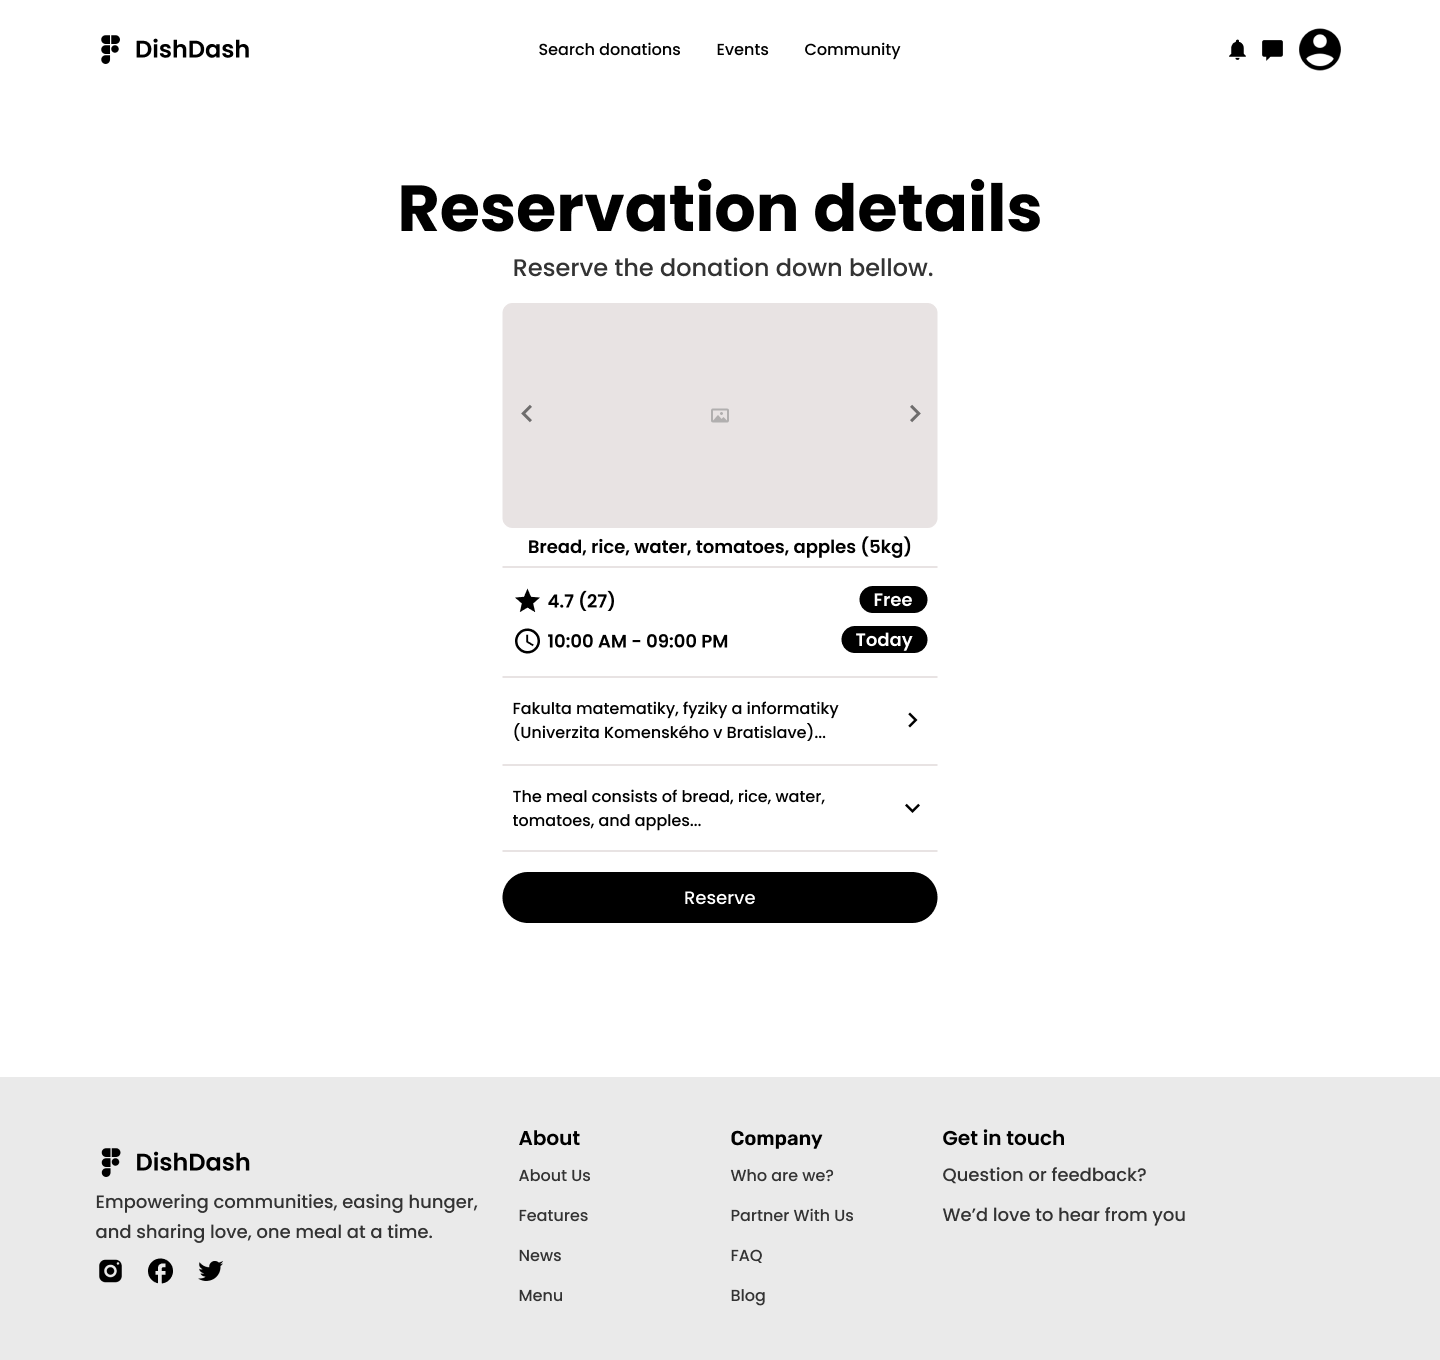 DishDash
Search donations
Events
Community
Reservation details
Reserve the donation down bellow.
Bread, rice, water, tomatoes, apples (5kg)
4.7 (27)
Free
10:00 AM - 09:00 PM
Today
Fakulta matematiky, fyziky a informatiky
(Univerzita Komenského v Bratislave)...
The meal consists of bread, rice, water,
tomatoes, and apples...
Reserve
DishDash
Empowering communities, easing hunger,
and sharing love, one meal at a time.
About
About Us
Features
News
Menu
Company
Who are we?
Partner With Us
FAQ
Blog
Get in touch
Question or feedback?
We’d love to hear from you